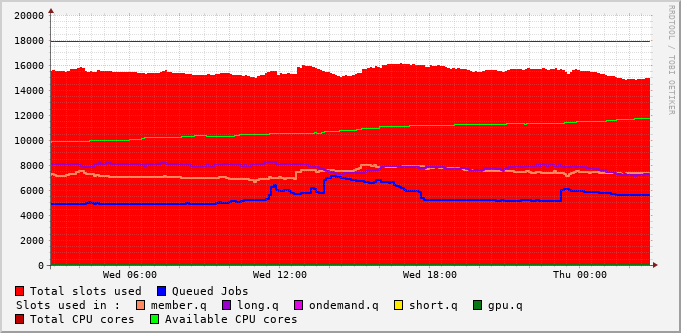 20000
18000
16000
14000
12000
10000
8000
6000
4000
2000
0
Wed 06:00 Wed 12:00 Wed 18:00 Thu 00:00
Total slots used Queued Jobs
Slots used in : member.q long.q ondemand.q short.q gpu.q
Total CPU cores Available CPU cores
RRDTOOL / TOBI OETIKER